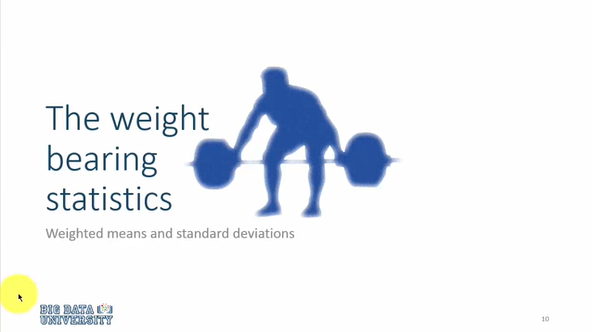 The weight
bearing
statistics
Weighted means and standard deviations
BIG DATA
UNIVERSITY
10